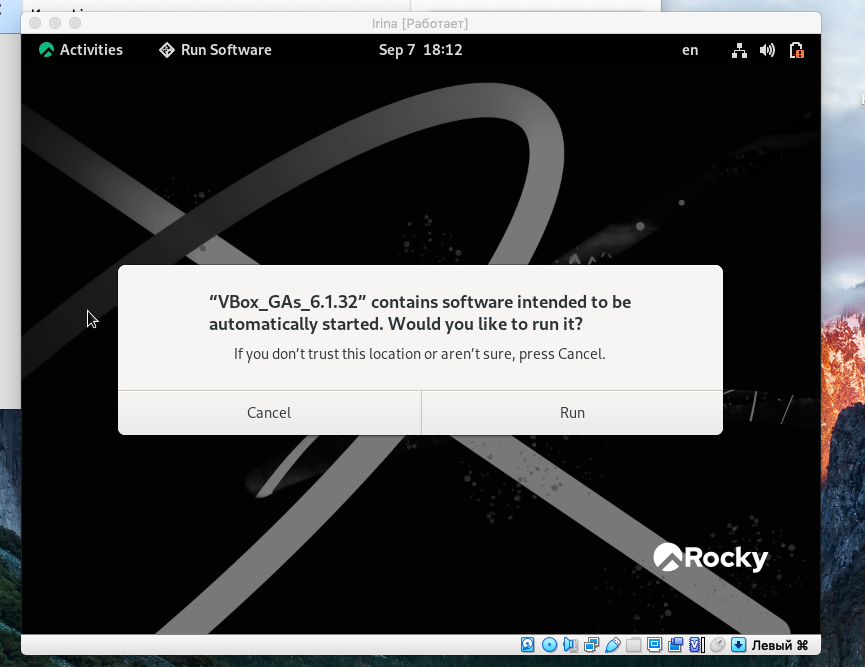 Irina [Работает]
Activities Run Software Sep 7 18:12 en
“VBox_GAs_6.1.32” contains software intended to be
automatically started. Would you like to run it?
If you don’t trust this location or aren’t sure, press Cancel.
Cancel Run
Rocky
Левый ⌘